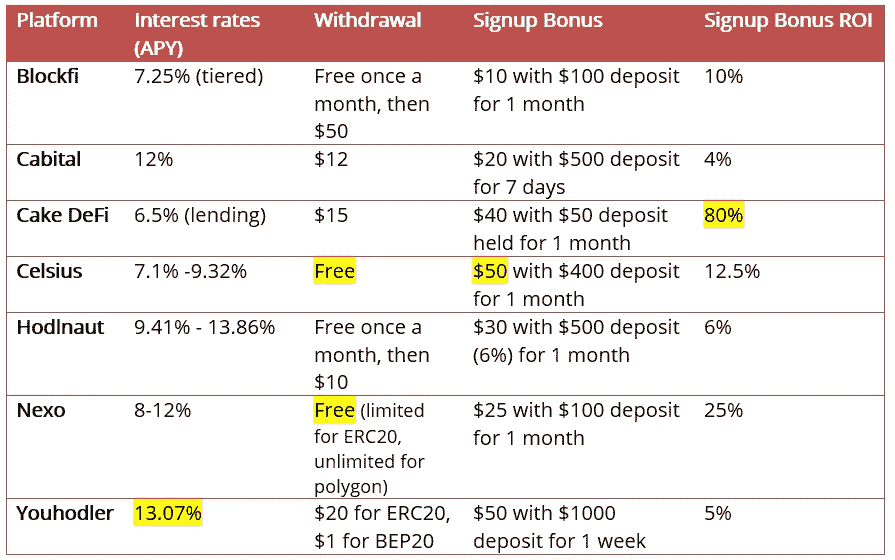 Platform Interest rates Withdrawal Signup Bonus Signup Bonus ROI
(APY)
Blockfi 7.25% (tiered) Free once a $10 with $100 deposit 10%
month, then for 1 month
$50
Cabital 12% $12 $20 with $500 deposit 4%
for 7 days
Cake DeFi 6.5% (lending) $15 $40 with $50 deposit 80%
held for 1 month
Celsius 7.1% -9.32% Free $50 with $400 deposit 12.5%
for 1 month
Hodlnaut 9.41% - 13.86% Free once a $30 with $500 deposit 6%
month, then (6%) for 1 month
$10
Nexo 8-12% Free (limited $25 with $100 deposit 25%
for ERC20, for 1 month
unlimited for
polygon)
Youhodler 13.07% $20 for ERC20, $50 with $1000 5%
$1 for BEP20 deposit for 1 week